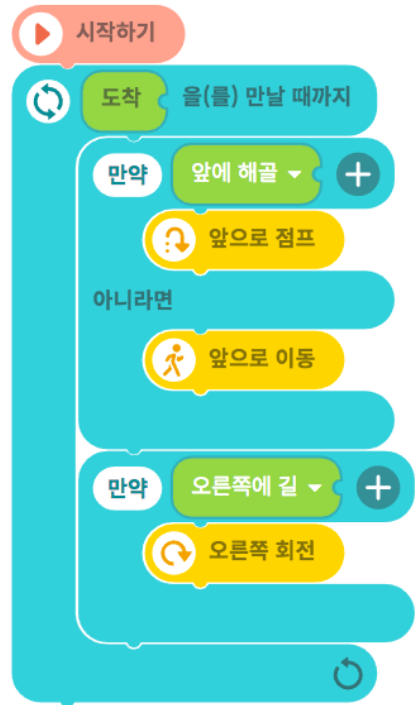 시작하기
도착 을(를) 만날 때까지
만약 앞에 해골
앞으로 점프
아니라면
앞으로 이동
만약 오른쪽에 길
오른쪽 회전